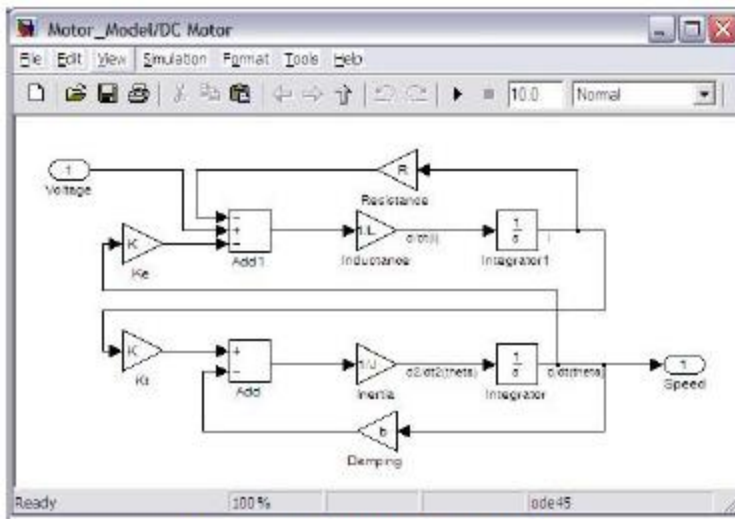 Motor_Model/DC Motor
File Edit View Simulation Format Tools Help
10.0 Normal
1
Voltage
R
Resistance
−
+
−
Add1
1/L
Inductance
d/dt(i)
1
s
Integrator1
i
K
Ke
K
Kt
+
−
Add
1/J
Inertia
d2/dt2(theta)
1
s
Integrator
d/dt(theta)
1
Speed
b
Damping
Ready 100% ode45